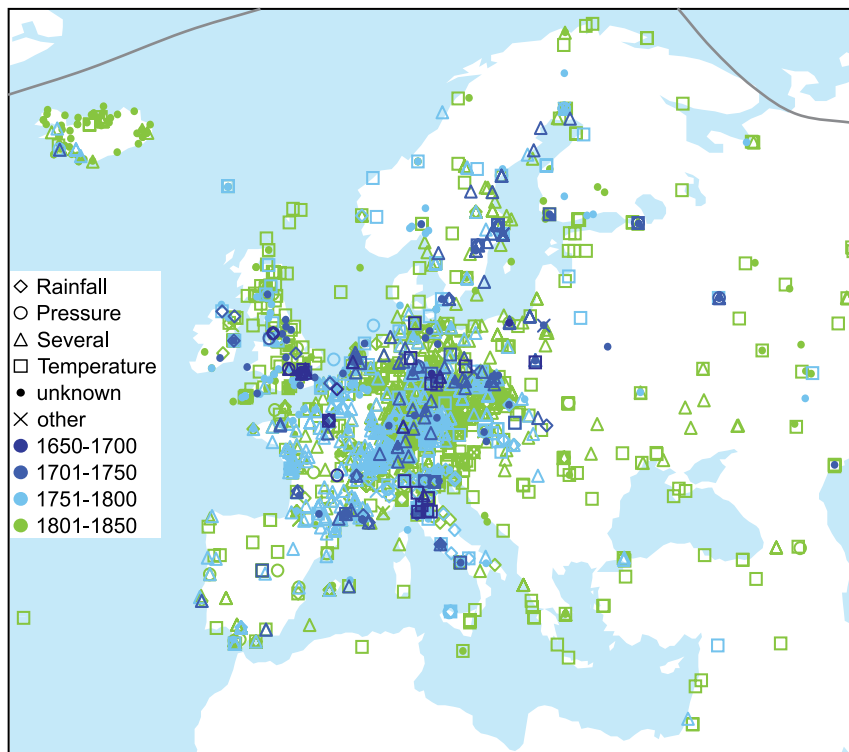 Rainfall
Pressure
Several
Temperature
unknown
other
1650-1700
1701-1750
1751-1800
1801-1850